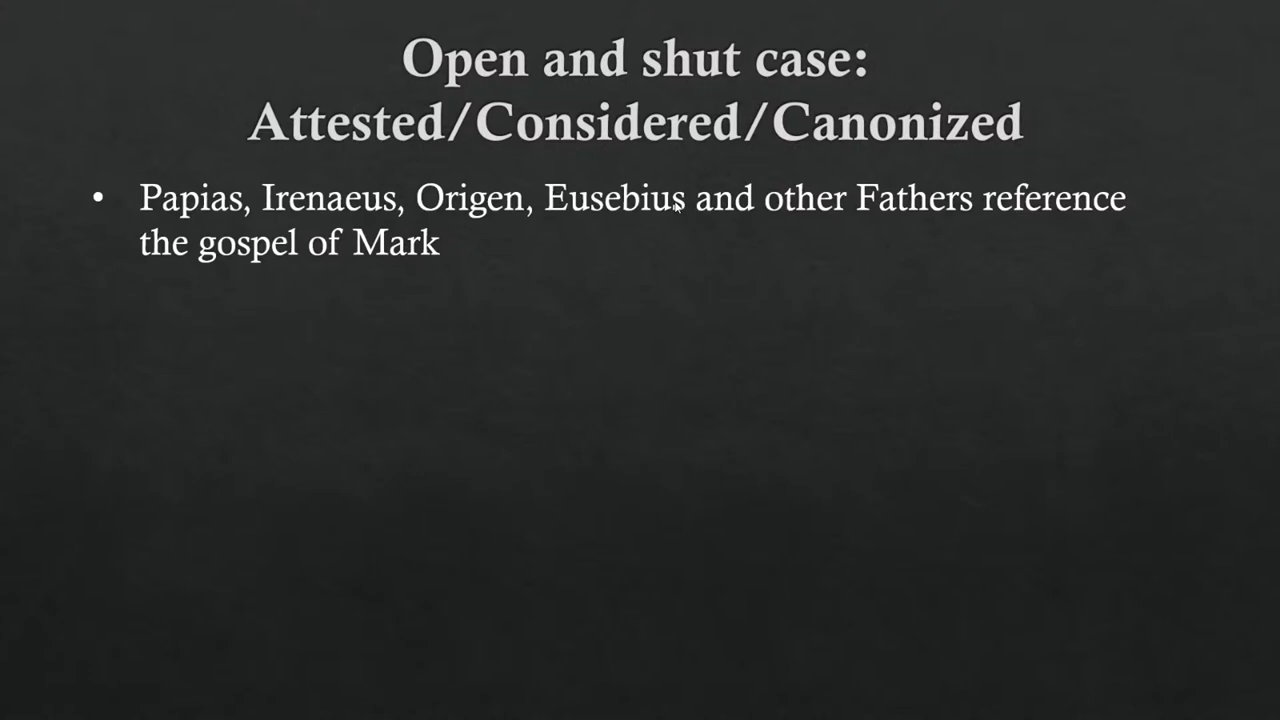 Open and shut case:
Attested/Considered/Canonized
• Papias, Irenaeus, Origen, Eusebius and other Fathers reference
the gospel of Mark